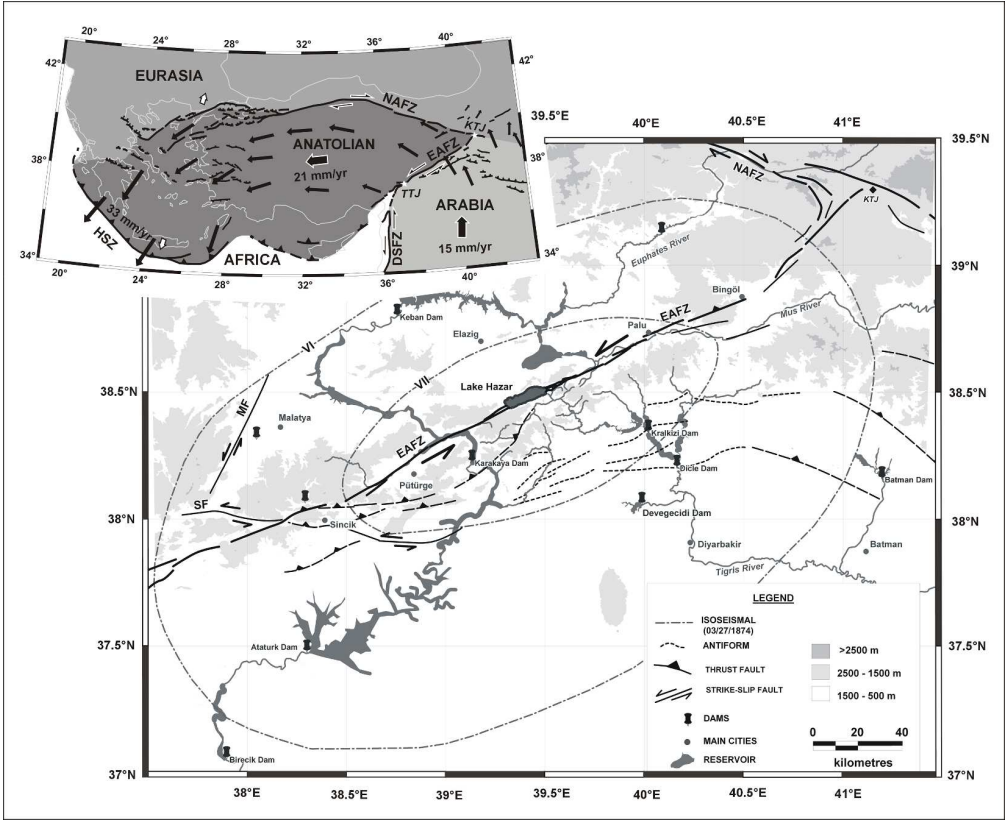 20° 24° 28° 32° 36° 40°
42° 42°
EURASIA
NAFZ
KTJ
ANATOLIAN
EAFZ
38° 38°
21 mm/yr
TTJ
ARABIA
33 mm/yr
HSZ
DSFZ
15 mm/yr
AFRICA
34° 34°
20° 24° 28° 32° 36° 40°
39.5°E 40°E 40.5°E 41°E
39.5°N
NAFZ
KTJ
Euphates River
39°N
Bingöl
Mus River
EAFZ
Palu
Keban Dam
Elazig
VI
VII
Lake Hazar
38.5°N 38.5°N
MF
Malatya
EAFZ
Kralkizi Dam
Karakaya Dam
Dicle Dam
Batman Dam
Pütürge
SF
Sincik
Devegecidi Dam
38°N 38°N
Diyarbakir
Batman
Tigris River
LEGEND
ISOSEISMAL
(03/27/1874)
ANTIFORM
THRUST FAULT
STRIKE-SLIP FAULT
DAMS
MAIN CITIES
RESERVOIR
>2500 m
2500 - 1500 m
1500 - 500 m
0 20 40
kilometres
37.5°N 37.5°N
Ataturk Dam
Birecik Dam
37°N 37°N
38°E 38.5°E 39°E 39.5°E 40°E 40.5°E 41°E